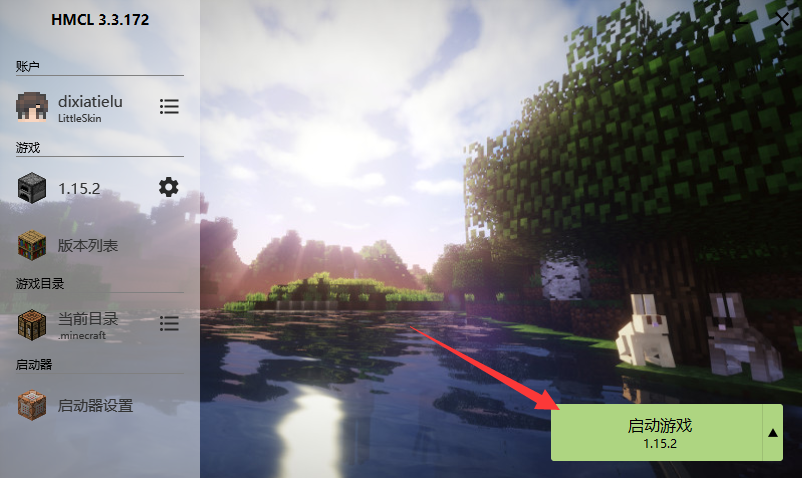 HMCL 3.3.172
账户
dixiatielu
LittleSkin
游戏
1.15.2
版本列表
游戏目录
当前目录
.minecraft
启动器
启动器设置
启动游戏
1.15.2